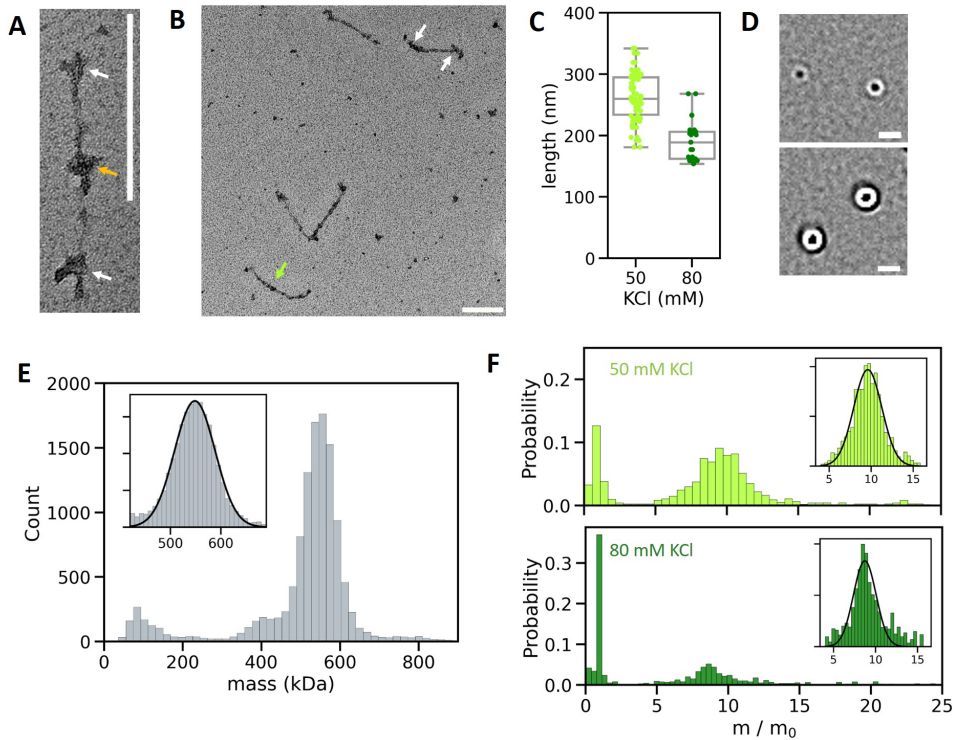 A
B
C
D
400
300
200
100
0
length (nm)
50
80
KCl (mM)
E
2000
1500
1000
500
0
Count
500
600
0
200
400
600
800
mass (kDa)
F
50 mM KCl
Probability
0.2
0.1
0.0
5
10
15
80 mM KCl
Probability
0.3
0.2
0.1
0.0
5
10
15
0
5
10
15
20
25
m / m₀